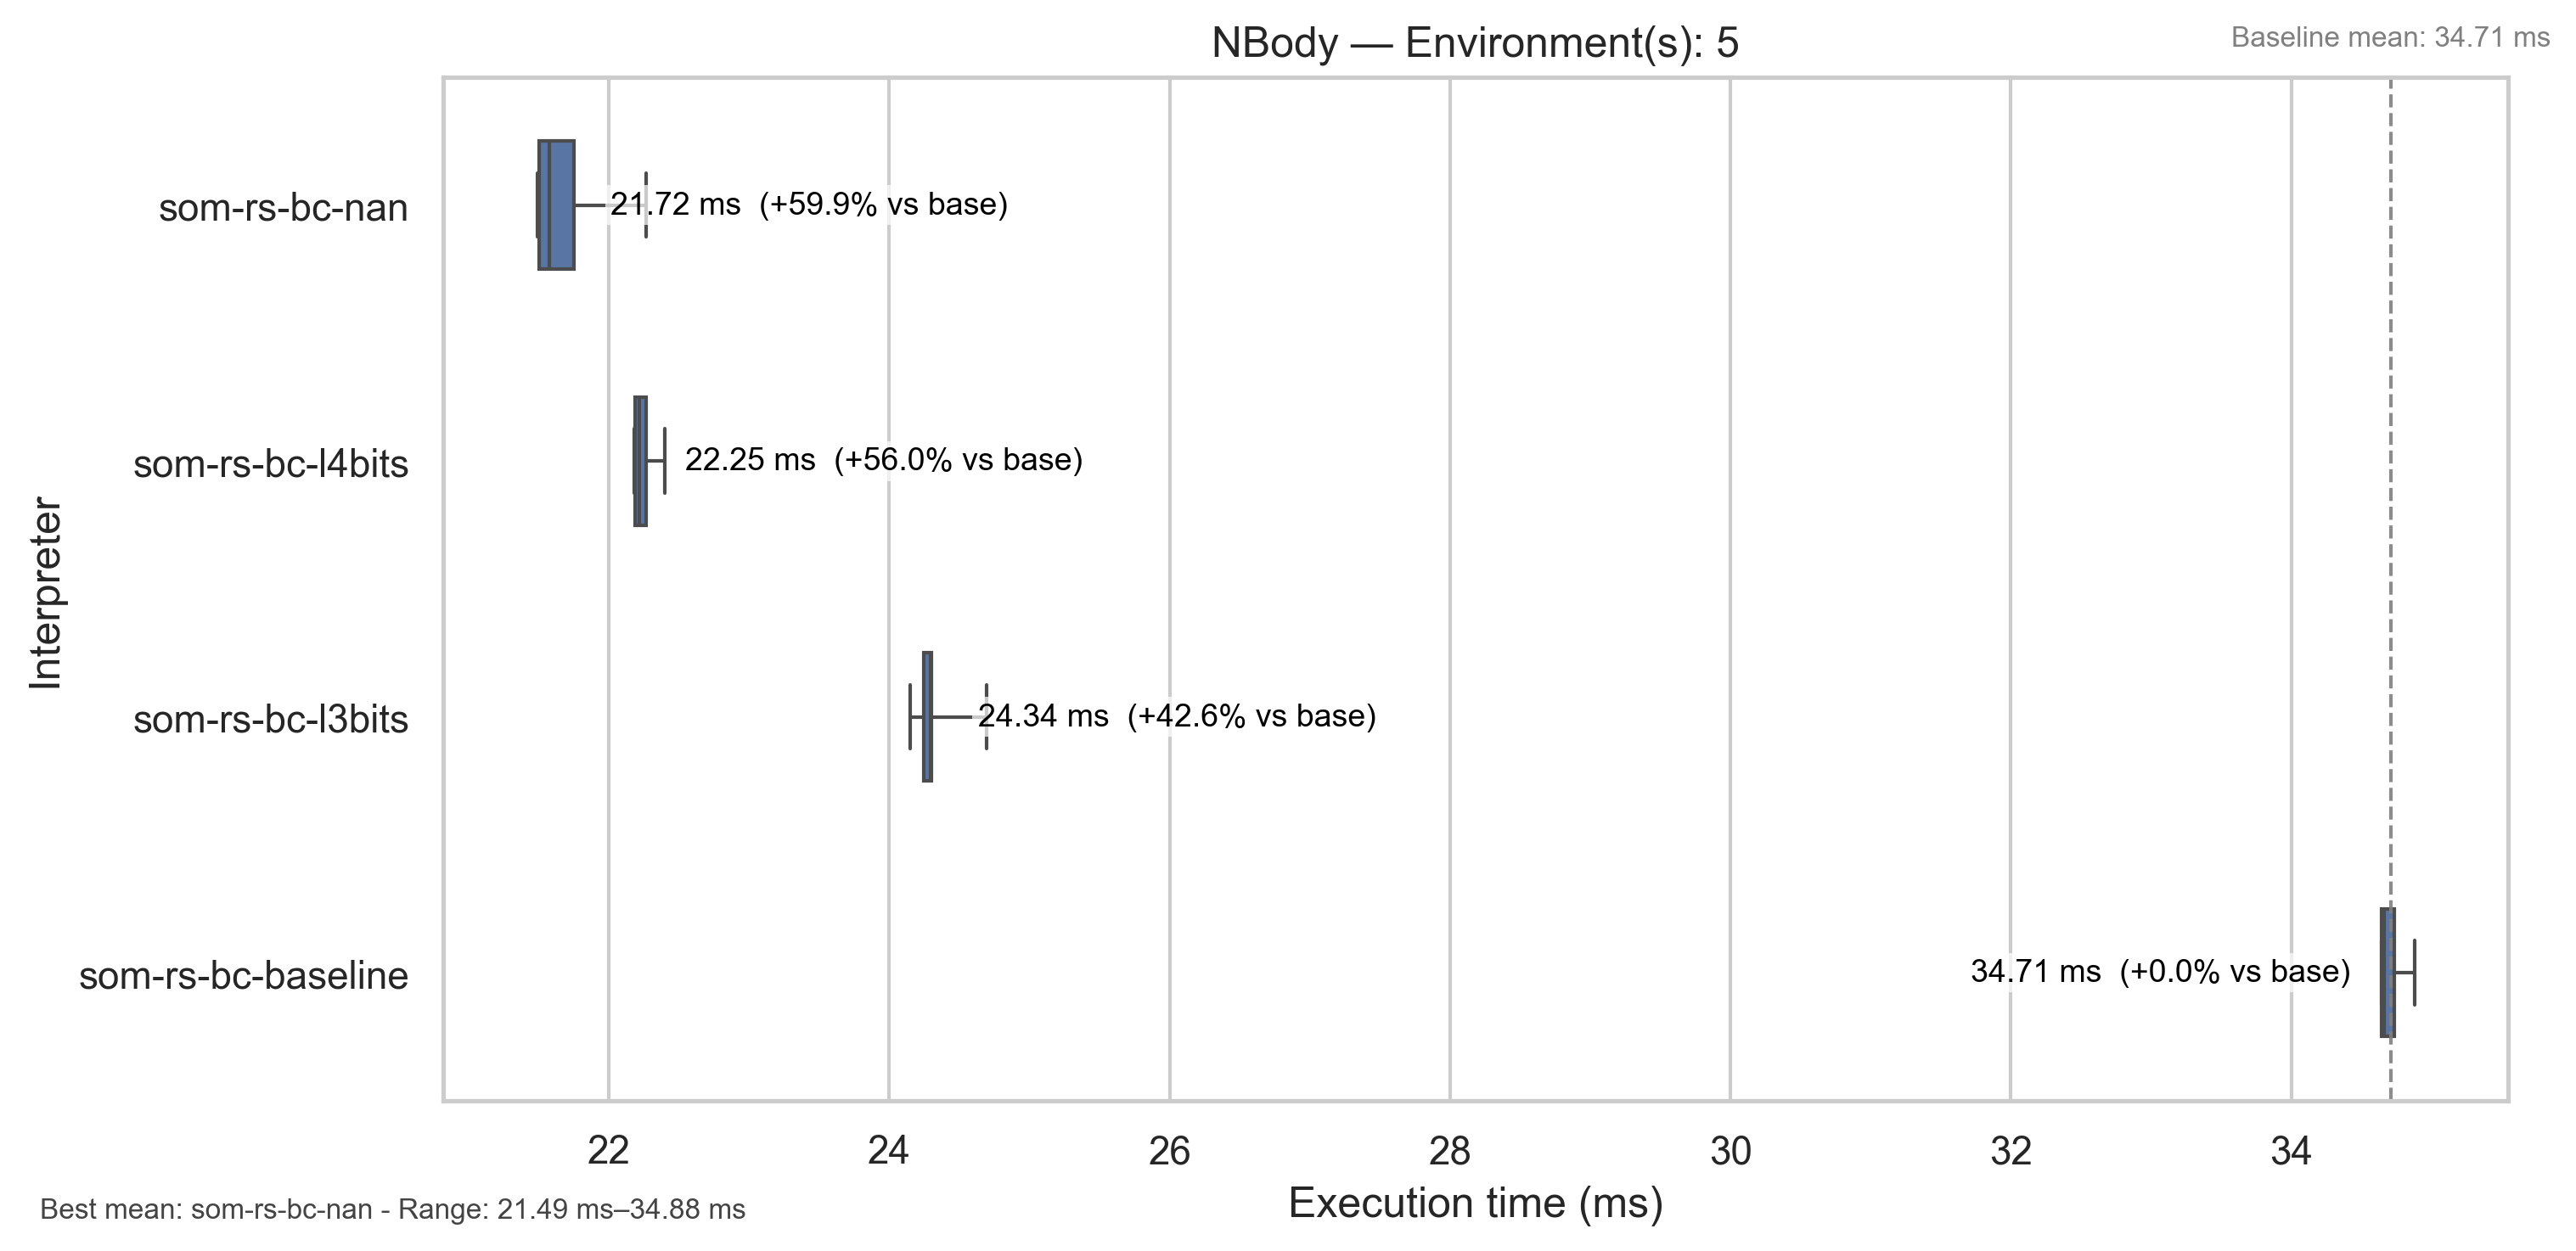 NBody — Environment(s): 5
Baseline mean: 34.71 ms
som-rs-bc-nan
21.72 ms  (+59.9% vs base)
som-rs-bc-l4bits
22.25 ms  (+56.0% vs base)
Interpreter
som-rs-bc-l3bits
24.34 ms  (+42.6% vs base)
som-rs-bc-baseline
34.71 ms  (+0.0% vs base)
22 24 26 28 30 32 34
Execution time (ms)
Best mean: som-rs-bc-nan - Range: 21.49 ms–34.88 ms